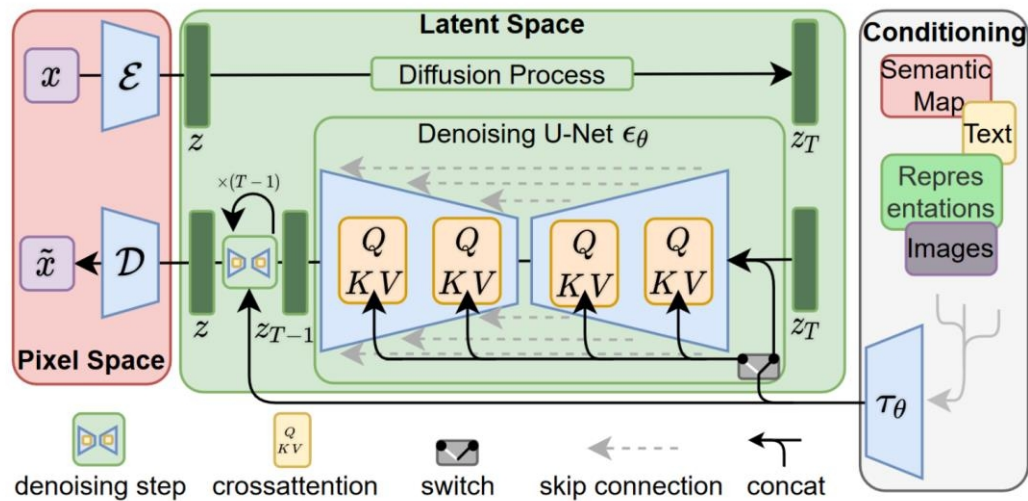 Latent Space
Conditioning
x
ℰ
z
Diffusion Process
z_T
Semantic
Map
Text
Repres
entations
Images
Denoising U-Net ϵ_θ
×(T−1)
x̃
𝒟
z
z_{T−1}
Q
KV
Q
KV
Q
KV
Q
KV
z_T
Pixel Space
τ_θ
Q
KV
denoising step
crossattention
switch
skip connection
concat